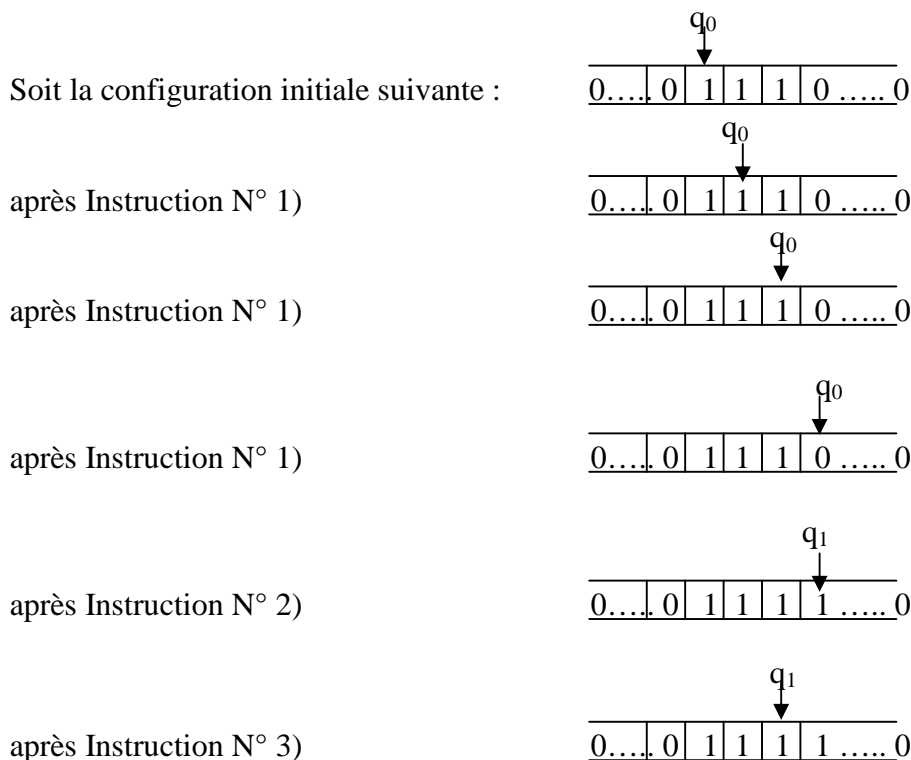 q0
Soit la configuration initiale suivante : 0….. 0 1 1 1 0 ….. 0
q0
après Instruction N° 1) 0….. 0 1 1 1 0 ….. 0
q0
après Instruction N° 1) 0….. 0 1 1 1 0 ….. 0
q0
après Instruction N° 1) 0….. 0 1 1 1 0 ….. 0
q1
après Instruction N° 2) 0….. 0 1 1 1 1 ….. 0
q1
après Instruction N° 3) 0….. 0 1 1 1 1 ….. 0